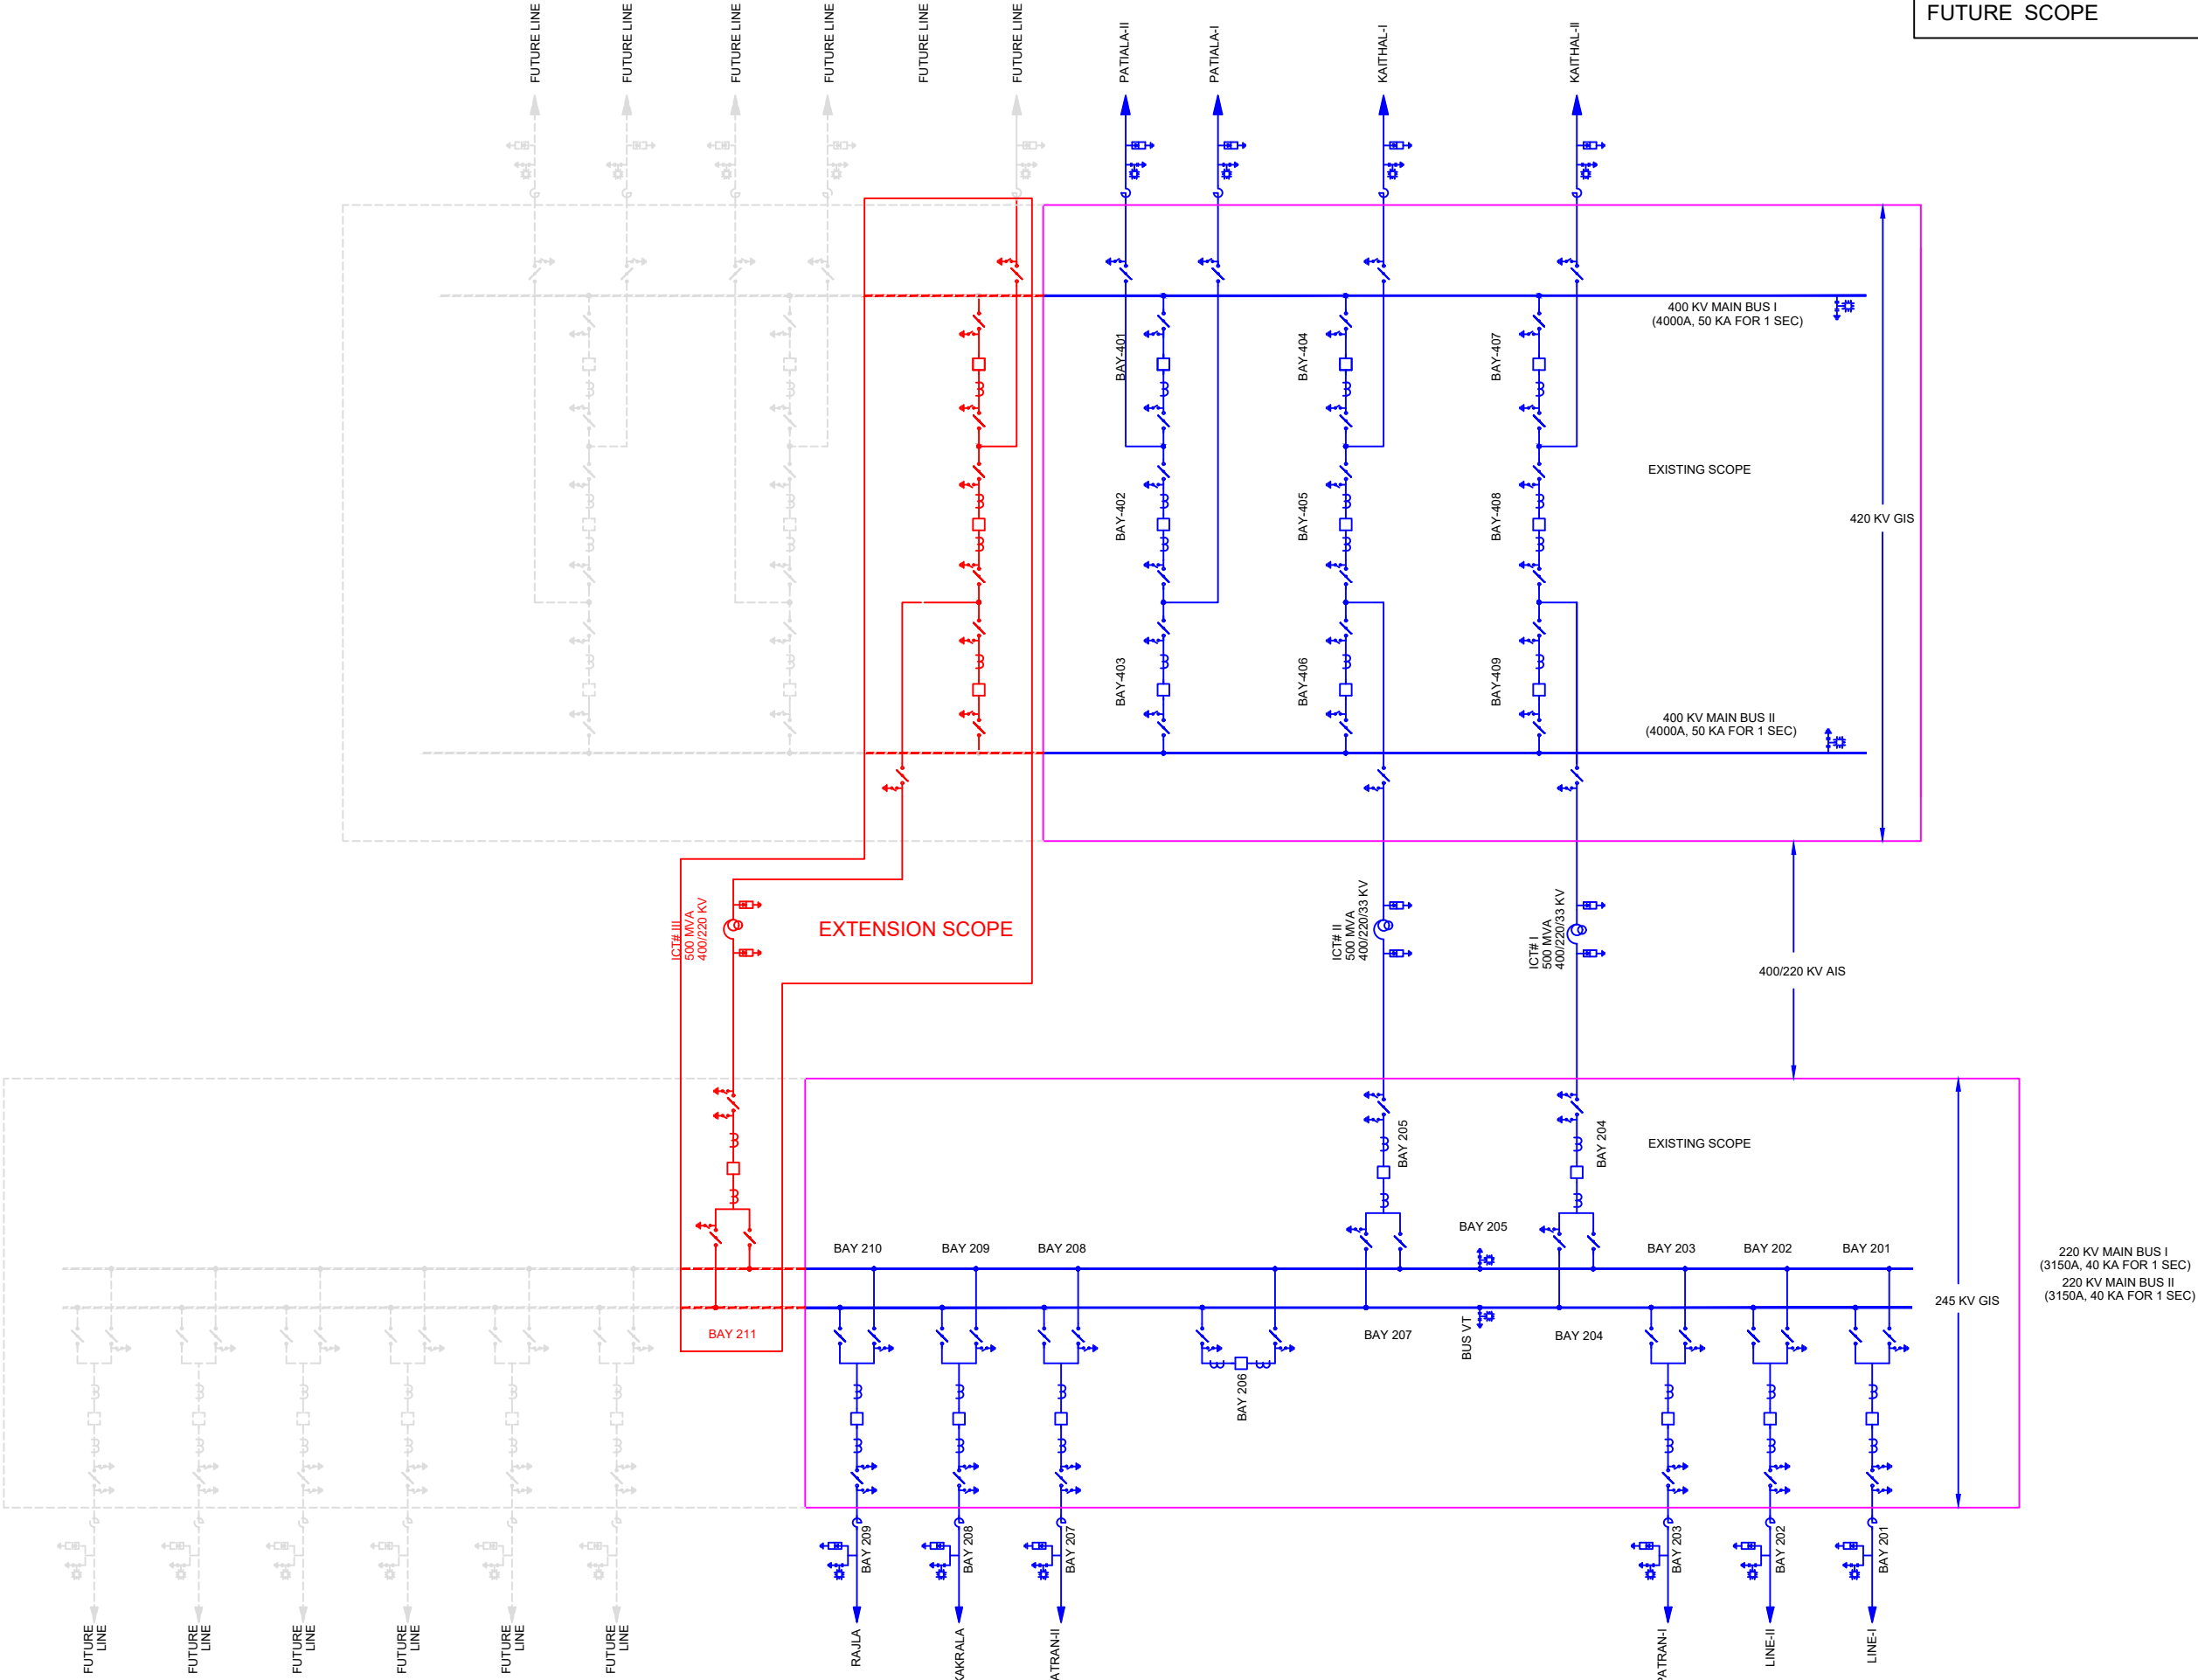 FUTURE SCOPE
FUTURE LINE
FUTURE LINE
FUTURE LINE
FUTURE LINE
FUTURE LINE
FUTURE LINE
PATIALA-II
PATIALA-I
KAITHAL-I
KAITHAL-II
400 KV MAIN BUS I
(4000A, 50 KA FOR 1 SEC)
BAY-401
BAY-404
BAY-407
EXISTING SCOPE
BAY-402
BAY-405
BAY-408
420 KV GIS
BAY-403
BAY-406
BAY-409
400 KV MAIN BUS II
(4000A, 50 KA FOR 1 SEC)
ICT# III
500 MVA
400/220 KV
EXTENSION SCOPE
ICT# II
500 MVA
400/220/33 KV
ICT# I
500 MVA
400/220/33 KV
400/220 KV AIS
BAY 205
BAY 204
EXISTING SCOPE
BAY 210
BAY 209
BAY 208
BAY 205
BAY 203
BAY 202
BAY 201
220 KV MAIN BUS I
(3150A, 40 KA FOR 1 SEC)
220 KV MAIN BUS II
(3150A, 40 KA FOR 1 SEC)
245 KV GIS
BAY 211
BAY 206
BAY 207
BUS VT
BAY 204
BAY 209
BAY 208
BAY 207
BAY 203
BAY 202
BAY 201
FUTURE
LINE
FUTURE
LINE
FUTURE
LINE
FUTURE
LINE
FUTURE
LINE
FUTURE
LINE
RAJLA
KAKRALA
ATRAN-II
PATRAN-I
LINE-II
LINE-I